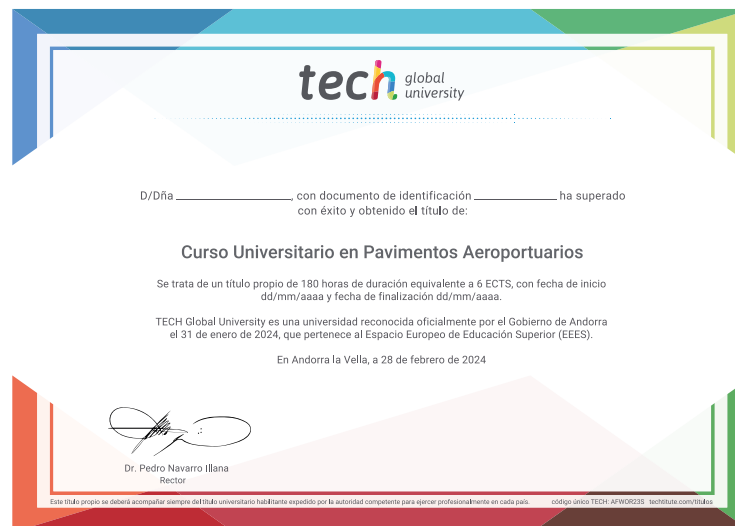 tech global
university
D/Dña ______________, con documento de identificación __________ ha superado
con éxito y obtenido el título de:
Curso Universitario en Pavimentos Aeroportuarios
Se trata de un título propio de 180 horas de duración equivalente a 6 ECTS, con fecha de inicio
dd/mm/aaaa y fecha de finalización dd/mm/aaaa.
TECH Global University es una universidad reconocida oficialmente por el Gobierno de Andorra
el 31 de enero de 2024, que pertenece al Espacio Europeo de Educación Superior (EEES).
En Andorra la Vella, a 28 de febrero de 2024
Dr. Pedro Navarro Illana
Rector
Este título propio se deberá acompañar siempre del título universitario habilitante expedido por la autoridad competente para ejercer profesionalmente en cada país. código único TECH: AFWOR23S techtitute.com/titulos